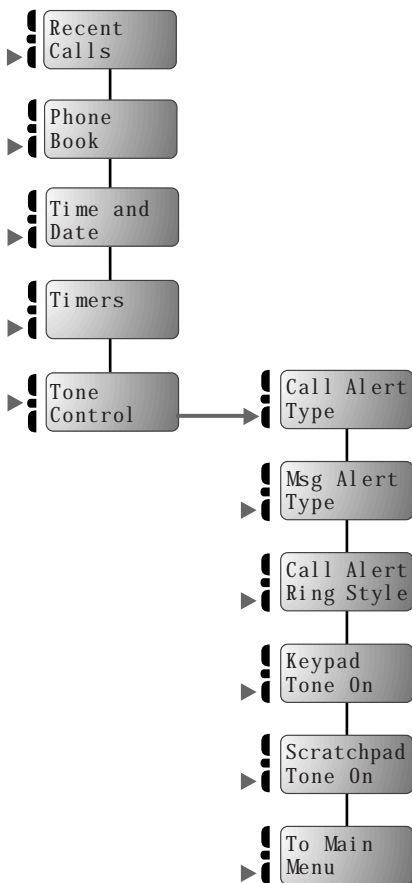 Recent
Calls
Phone
Book
Time and
Date
Timers
Tone
Control
Call Alert
Type
Msg Alert
Type
Call Alert
Ring Style
Keypad
Tone On
Scratchpad
Tone On
To Main
Menu